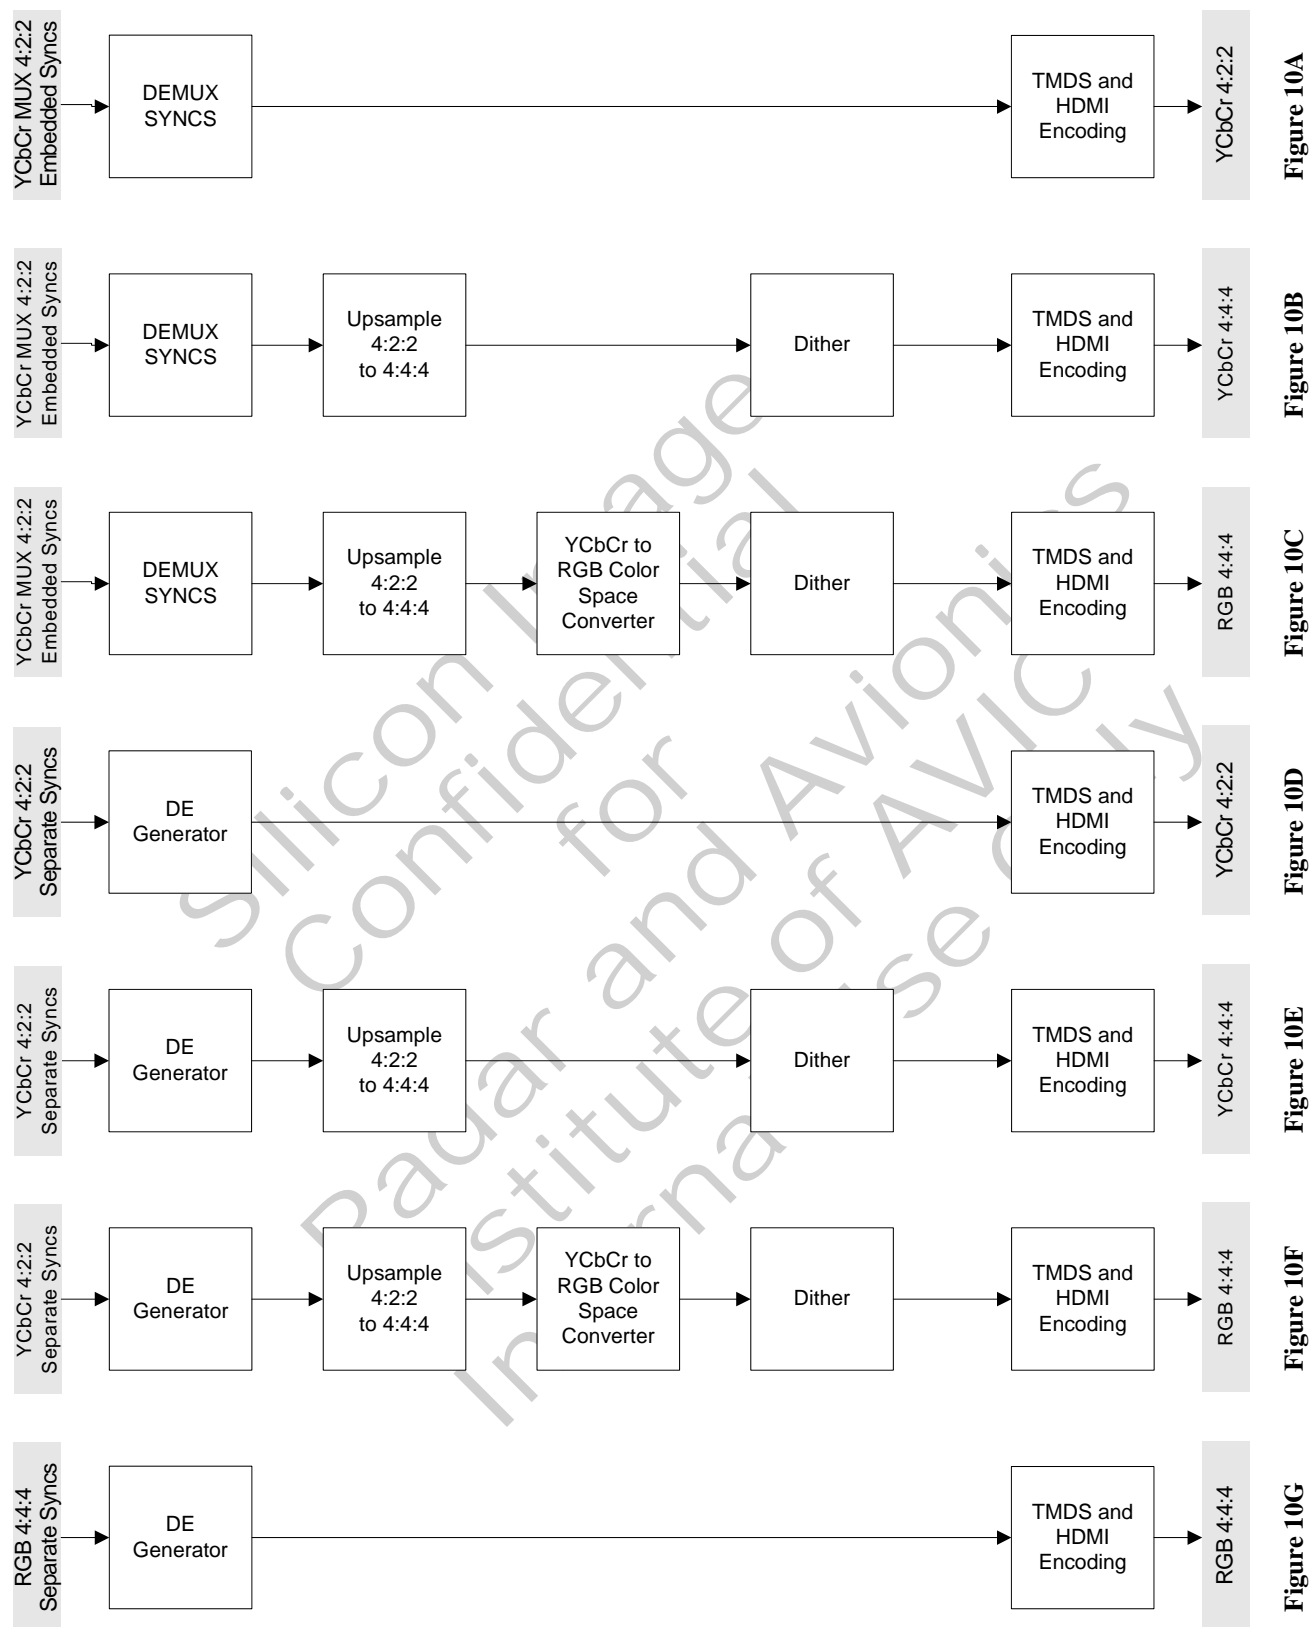 YCbCr MUX 4:2:2
Embedded Syncs
DEMUX
SYNCS
TMDS and
HDMI
Encoding
YCbCr 4:2:2
Figure 10A
YCbCr MUX 4:2:2
Embedded Syncs
DEMUX
SYNCS
Upsample
4:2:2
to 4:4:4
Dither
TMDS and
HDMI
Encoding
YCbCr 4:4:4
Figure 10B
YCbCr MUX 4:2:2
Embedded Syncs
DEMUX
SYNCS
Upsample
4:2:2
to 4:4:4
YCbCr to
RGB Color
Space
Converter
Dither
TMDS and
HDMI
Encoding
RGB 4:4:4
Figure 10C
YCbCr 4:2:2
Separate Syncs
DE
Generator
TMDS and
HDMI
Encoding
YCbCr 4:2:2
Figure 10D
YCbCr 4:2:2
Separate Syncs
DE
Generator
Upsample
4:2:2
to 4:4:4
Dither
TMDS and
HDMI
Encoding
YCbCr 4:4:4
Figure 10E
YCbCr 4:2:2
Separate Syncs
DE
Generator
Upsample
4:2:2
to 4:4:4
YCbCr to
RGB Color
Space
Converter
Dither
TMDS and
HDMI
Encoding
RGB 4:4:4
Figure 10F
RGB 4:4:4
Separate Syncs
DE
Generator
TMDS and
HDMI
Encoding
RGB 4:4:4
Figure 10G
Silicon Image
Confidential
for
Radar and Avionics
Institute of AVIC